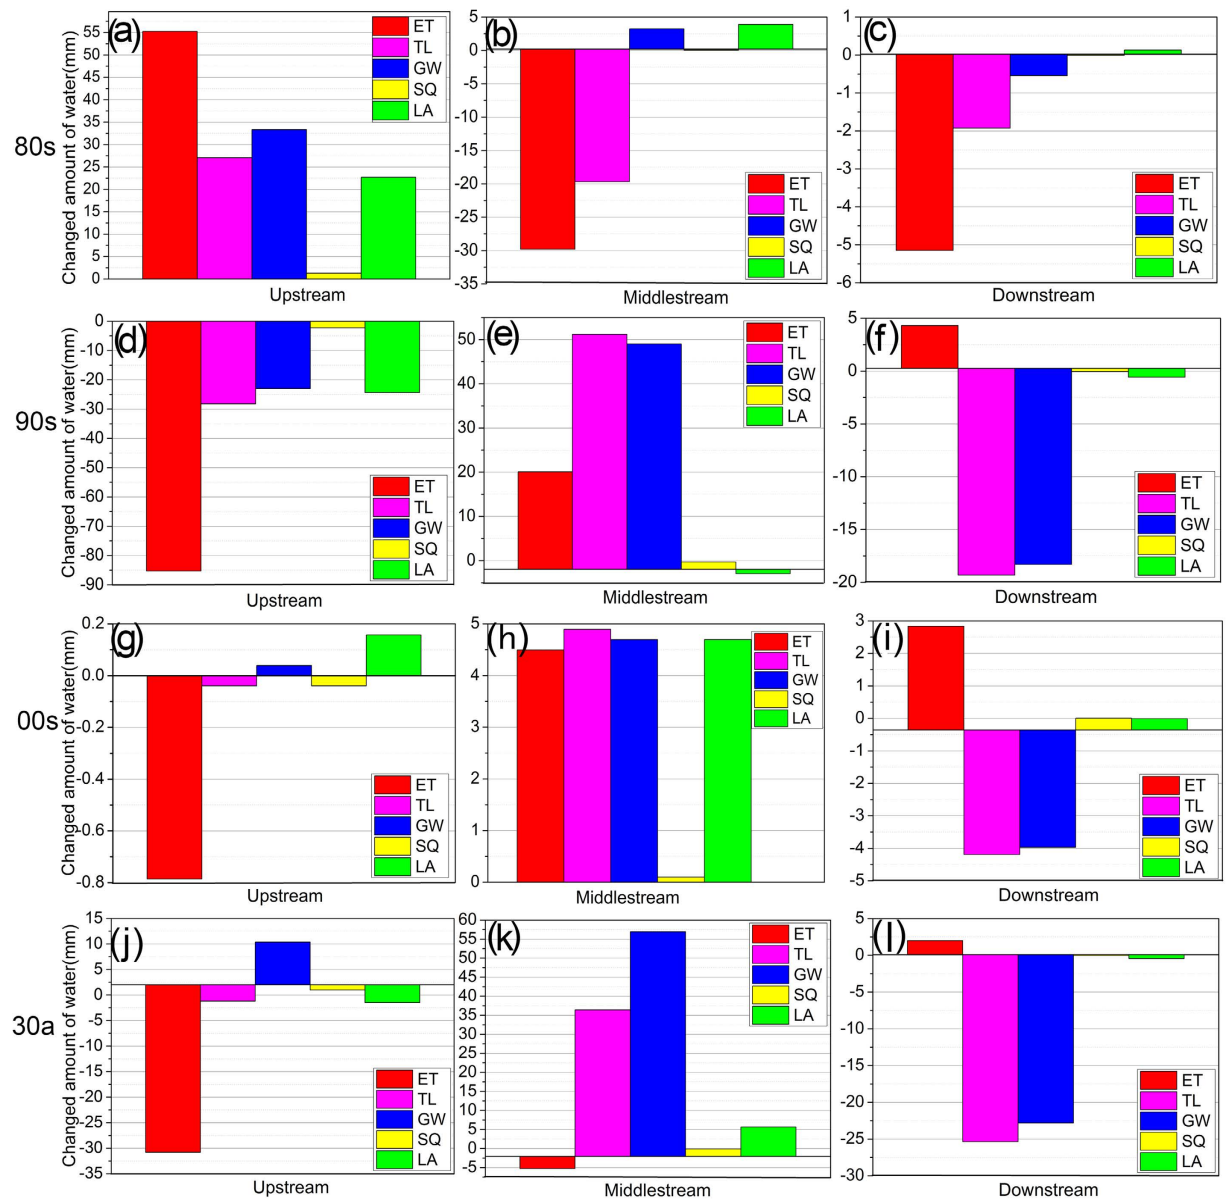 80s
Changed amount of water(mm)
(a)
55
50
45
40
35
30
25
20
15
10
5
0
ET
TL
GW
SQ
LA
Upstream
(b)
5
0
-5
-10
-15
-20
-25
-30
-35
ET
TL
GW
SQ
LA
Middlestream
(c)
1
0
-1
-2
-3
-4
-5
-6
ET
TL
GW
SQ
LA
Downstream
90s
Changed amount of water(mm)
(d)
0
-10
-20
-30
-40
-50
-60
-70
-80
-90
ET
TL
GW
SQ
LA
Upstream
(e)
50
40
30
20
10
0
ET
TL
GW
SQ
LA
Middlestream
(f)
5
0
-5
-10
-15
-20
ET
TL
GW
SQ
LA
Downstream
00s
Changed amount of water(mm)
(g)
0.2
0.0
-0.2
-0.4
-0.6
-0.8
ET
TL
GW
SQ
LA
Upstream
(h)
5
4
3
2
1
0
ET
TL
GW
SQ
LA
Middlestream
(i)
3
2
1
0
-1
-2
-3
-4
-5
ET
TL
GW
SQ
LA
Downstream
30a
Changed amount of water(mm)
(j)
15
10
5
0
-5
-10
-15
-20
-25
-30
-35
ET
TL
GW
SQ
LA
Upstream
(k)
60
55
50
45
40
35
30
25
20
15
10
5
0
-5
ET
TL
GW
SQ
LA
Middlestream
(l)
5
0
-5
-10
-15
-20
-25
-30
ET
TL
GW
SQ
LA
Downstream